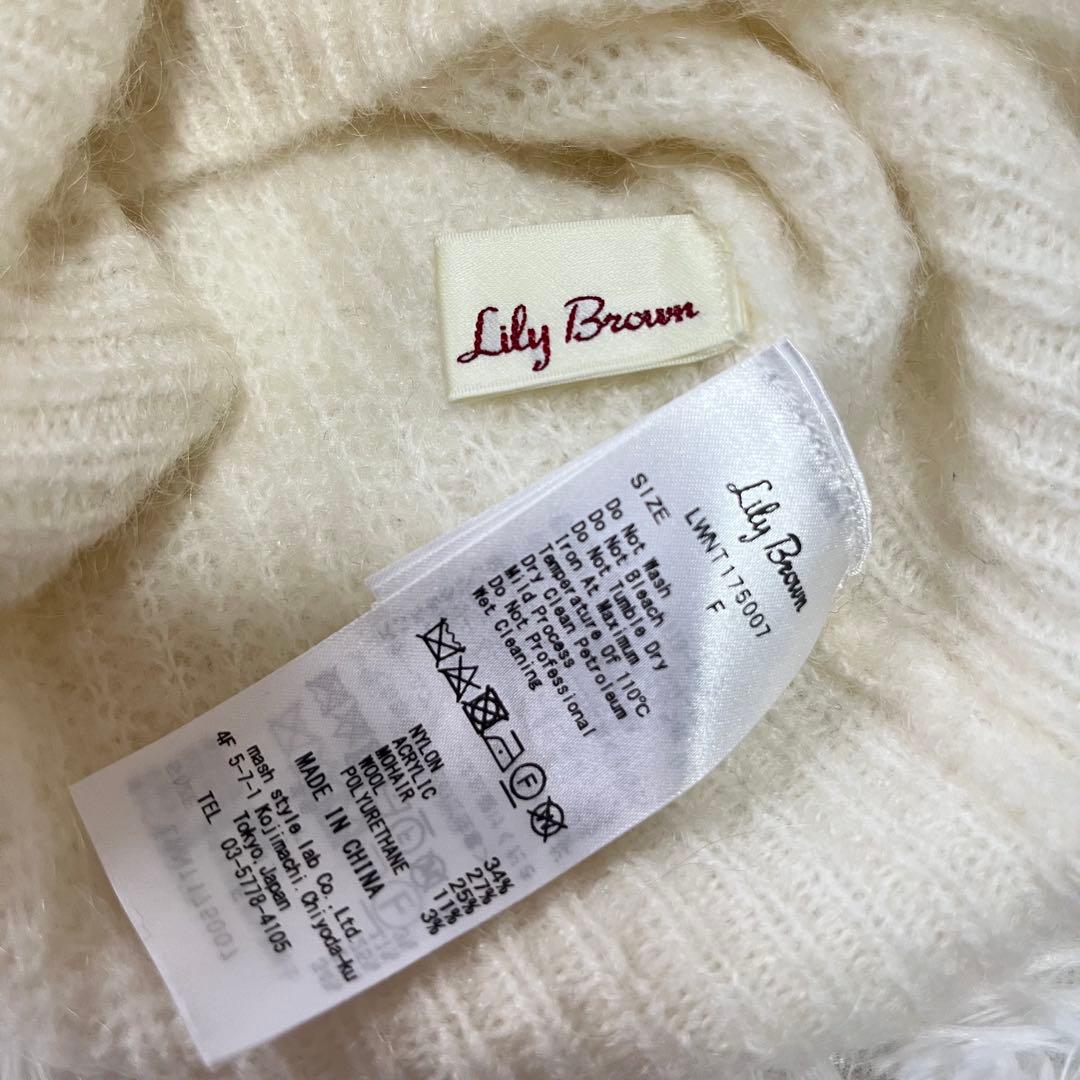 Lily Brown
Lily Brown
LWNT175007
SIZE F
Do Not Wash
Do Not Bleach
Do Not Tumble Dry
Iron At Maximum
Temperature Of 110℃
Dry Clean Petroleum
Mild Process
Do Not Professional
Wet Cleaning
F
NYLON 34%
ACRYLIC 27%
MOHAIR 25%
WOOL 11%
POLYURETHANE 3%
MADE IN CHINA
mash style lab Co.,Ltd.
4F 5-7-1 Kojimachi.Chiyoda-ku
Tokyo.Japan
TEL 03-5778-4105